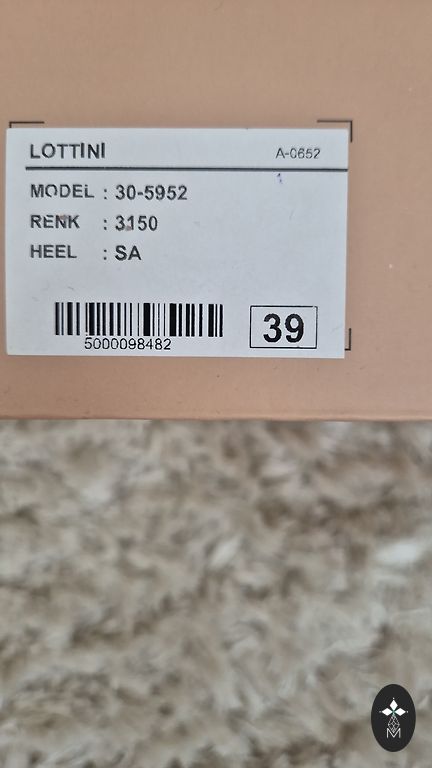 LOTTINI A-0652
MODEL : 30-5952
RENK : 3150
HEEL : SA
5000098482
39
M